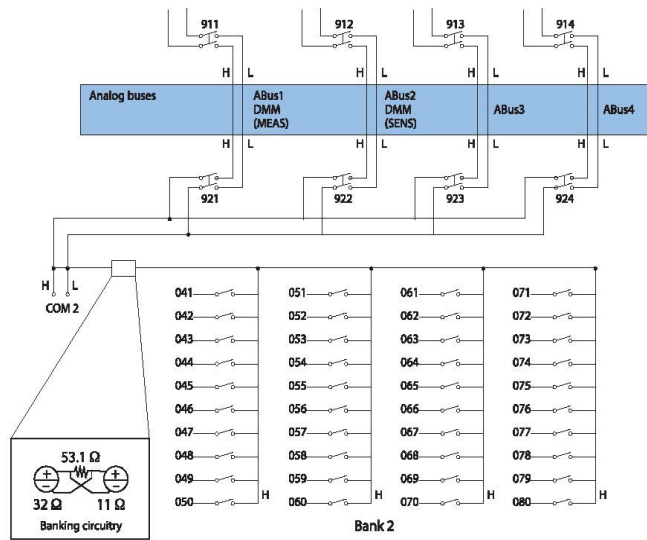 911 912 913 914
H L H L H L H L
Analog buses
ABus1
DMM
(MEAS)
ABus2
DMM
(SENS)
ABus3
ABus4
H L H L H L H L
921 922 923 924
H L
COM 2
041 051 061 071
042 052 062 072
043 053 063 073
044 054 064 074
045 055 065 075
046 056 066 076
047 057 067 077
048 058 068 078
049 059 069 079
H H H H
050 060 070 080
53.1 Ω
+ +
− −
32 Ω 11 Ω
Banking circuitry
Bank 2